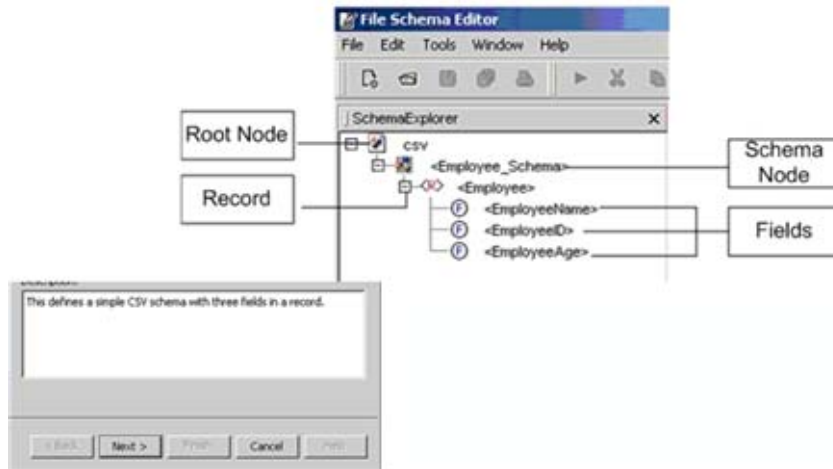 File Schema Editor
File Edit Tools Window Help
SchemaExplorer
Root Node
csv
<Employee_Schema>
Schema
Node
Record
<Employee>
<EmployeeName>
<EmployeeID>
Fields
<EmployeeAge>
This defines a simple CSV schema with three fields in a record.
< Back
Next >
Finish
Cancel